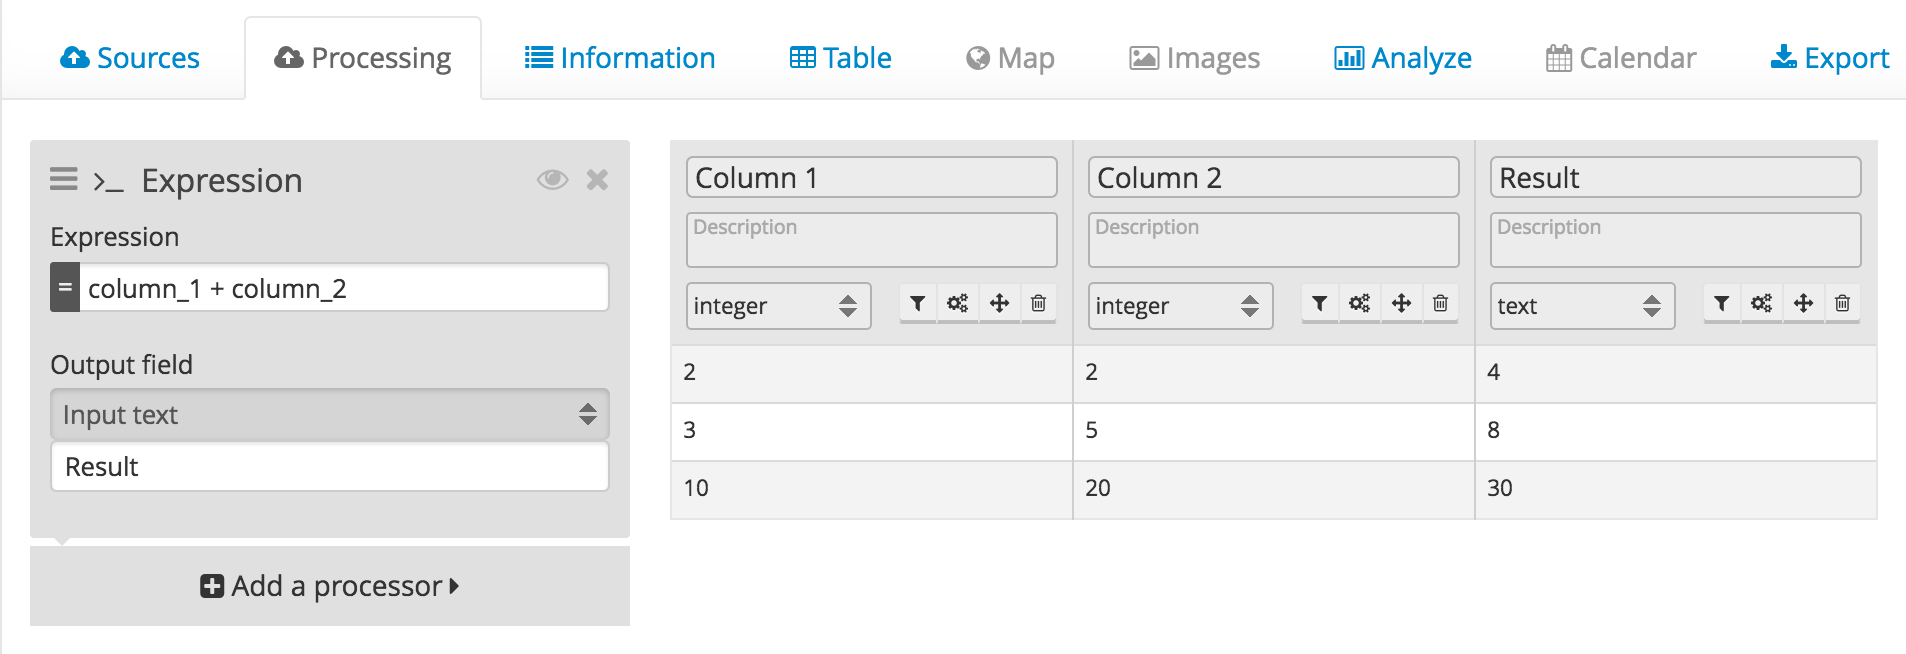 Sources Processing Information Table Map Images Analyze Calendar Export
>_ Expression
Expression
= column_1 + column_2
Output field
Input text
Result
Add a processor
Column 1 Column 2 Result
Description Description Description
integer integer text
2 2 4
3 5 8
10 20 30